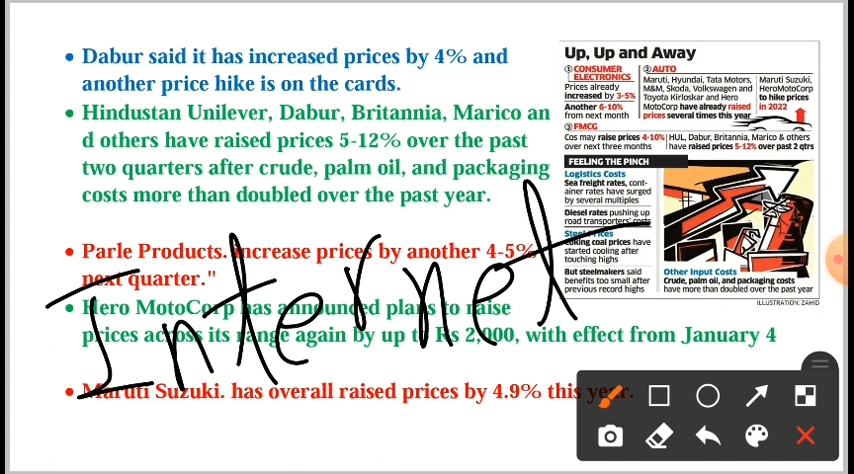 • Dabur said it has increased prices by 4% and
another price hike is on the cards.
• Hindustan Unilever, Dabur, Britannia, Marico an
d others have raised prices 5-12% over the past
two quarters after crude, palm oil, and packaging
costs more than doubled over the past year.
• Parle Products. increase prices by another 4-5%
next quarter."
• Hero MotoCorp has announced plans to raise
prices across its range again by up to Rs 2,000, with effect from January 4
• Maruti Suzuki. has overall raised prices by 4.9% this year.
Internet
Up, Up and Away
① CONSUMER
ELECTRONICS
Prices already
increased by 3-5%
Another 6-10%
from next month
② AUTO
Maruti, Hyundai, Tata Motors,
M&M, Skoda, Volkswagen and
Toyota Kirloskar and Hero
MotoCorp have already raised
prices several times this year
Maruti Suzuki,
HeroMotoCorp
to hike prices
in 2022
③ FMCG
Cos may raise prices 4-10%
over next three months
HUL, Dabur, Britannia, Marico & others
have raised prices 5-12% over past 2 qtrs
FEELING THE PINCH
Logistics Costs
Sea freight rates, cont-
ainer rates have surged
by several multiples
Diesel rates pushing up
road transporters' costs
Steel Prices
Coking coal prices have
started cooling after
touching highs
But steelmakers said
benefits too small after
previous record highs
Other Input Costs
Crude, palm oil, and packaging costs
have more than doubled over the past year
ILLUSTRATION: ZAHID